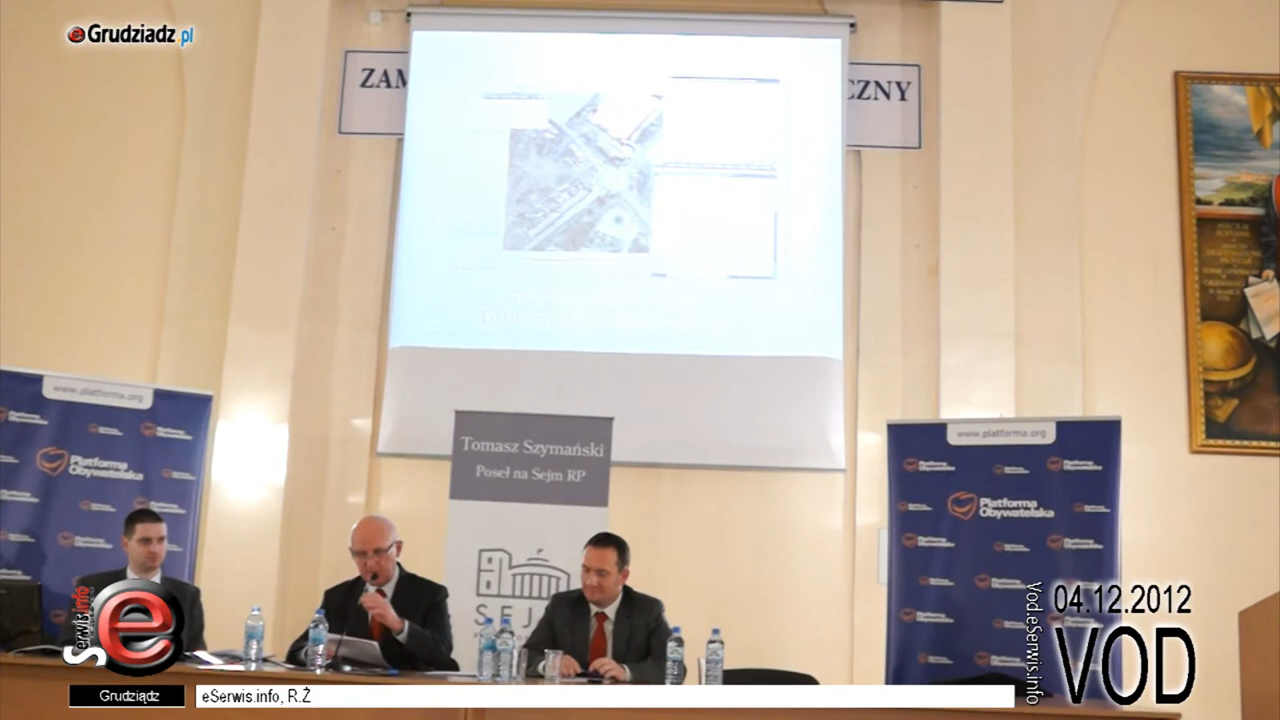 eGrudziadz.pl
ZAM
CZNY
www.platforma.org
Platforma
Obywatelska
Tomasz Szymański
Poseł na Sejm RP
SEJ
www.platforma.org
Platforma
Obywatelska
eSerwis.info
04.12.2012
VOD
Vod.eSerwis.info
Grudziądz
eSerwis.info, R.Ż